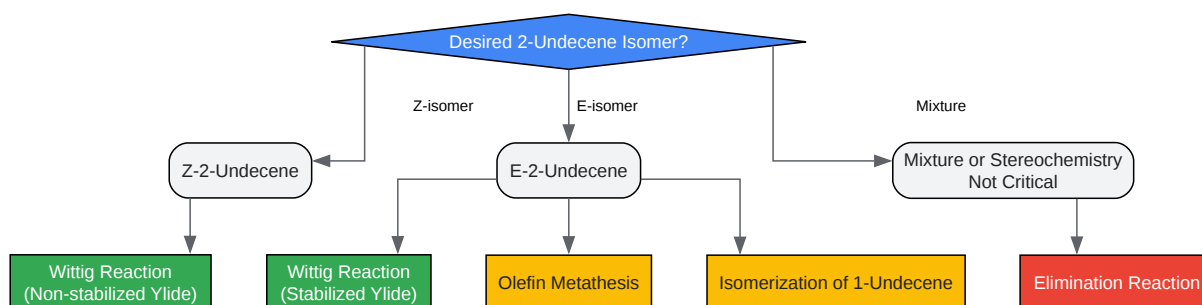 Desired 2-Undecene Isomer?
Z-isomer
E-isomer
Mixture
Z-2-Undecene
E-2-Undecene
Mixture or Stereochemistry
Not Critical
Wittig Reaction
(Non-stabilized Ylide)
Wittig Reaction
(Stabilized Ylide)
Olefin Metathesis
Isomerization of 1-Undecene
Elimination Reaction